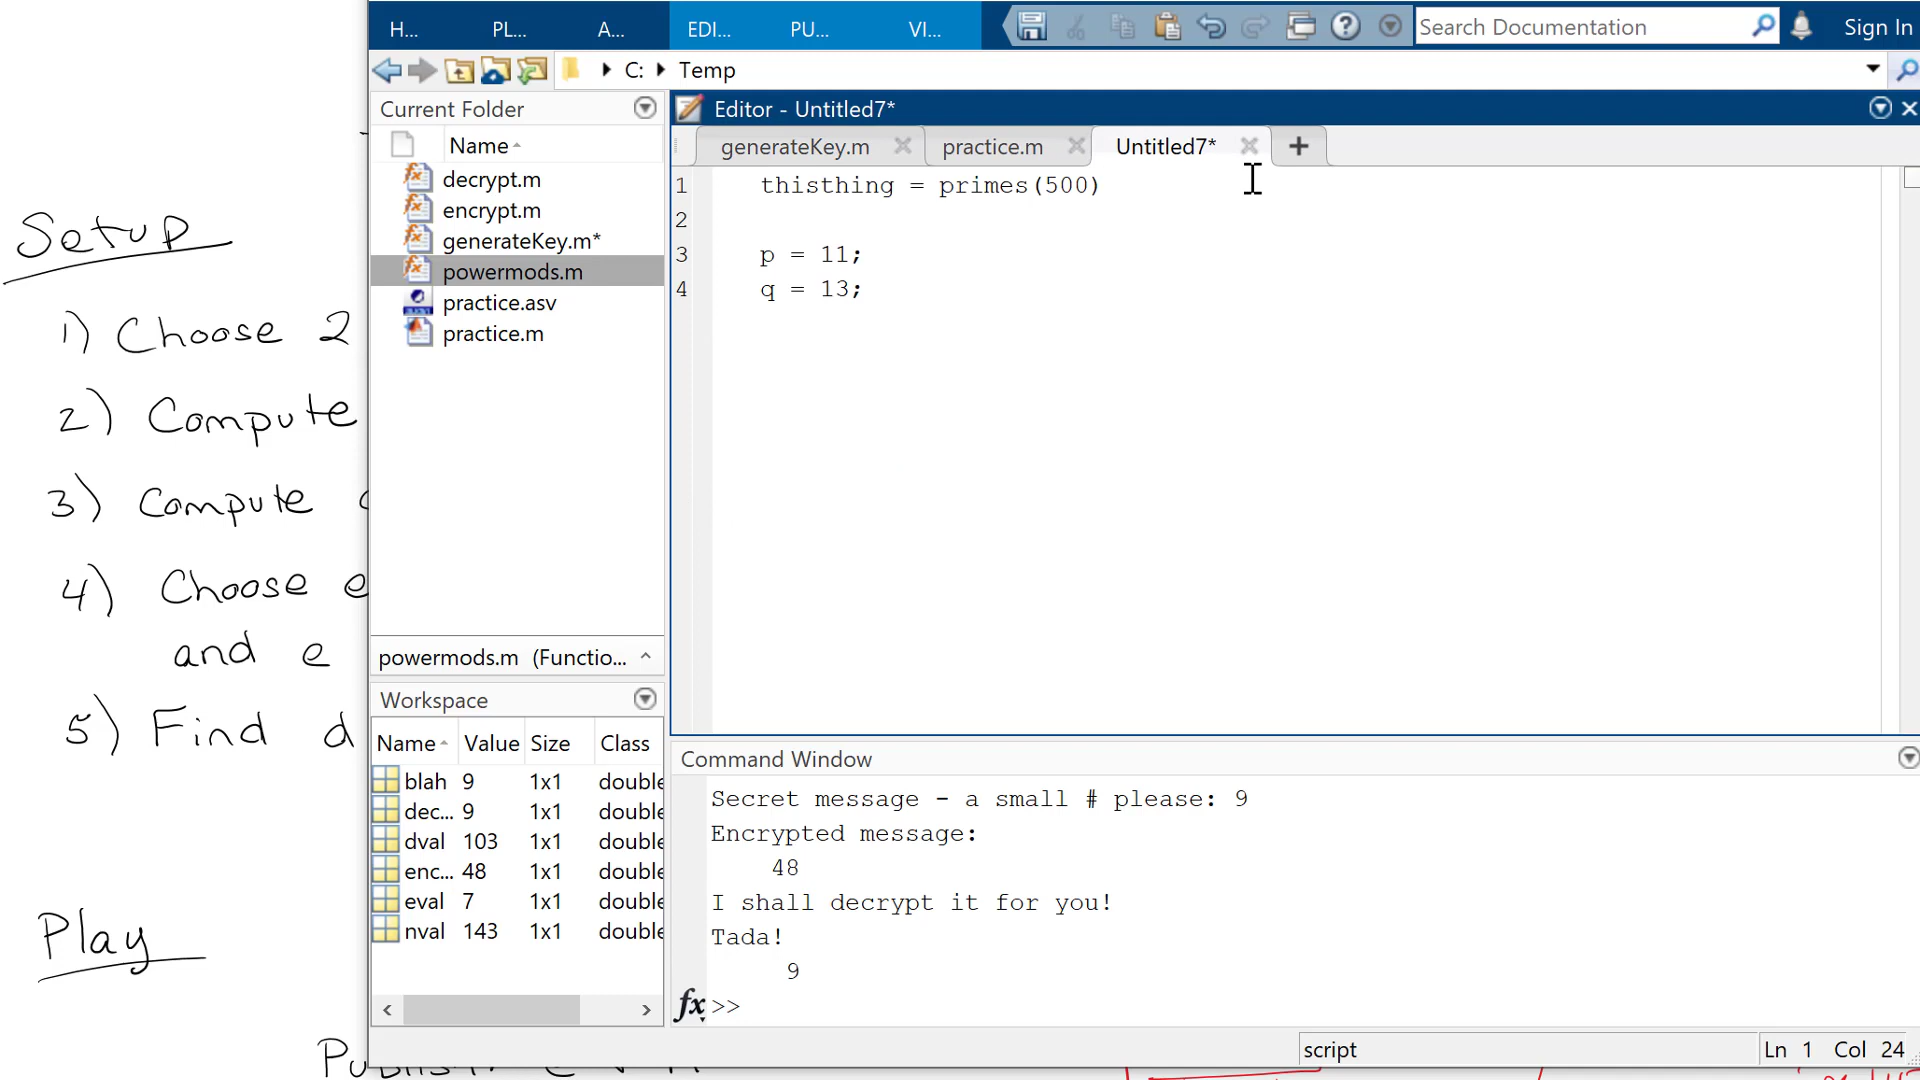 H... PL... A... EDI... PU... VI... Search Documentation Sign In
C: Temp
Current Folder
Editor - Untitled7*
Name
generateKey.m practice.m Untitled7*
decrypt.m
encrypt.m
generateKey.m*
powermods.m
practice.asv
practice.m
1 thisthing = primes(500)
2
3 p = 11;
4 q = 13;
Setup
1) Choose 2
2) Compute
3) Compute
4) Choose e
and e
5) Find d
Play
powermods.m (Functio...
Workspace
Name Value Size Class
blah 9 1x1 double
dec... 9 1x1 double
dval 103 1x1 double
enc... 48 1x1 double
eval 7 1x1 double
nval 143 1x1 double
Command Window
Secret message - a small # please: 9
Encrypted message:
48
I shall decrypt it for you!
Tada!
9
fx >>
script Ln 1 Col 24